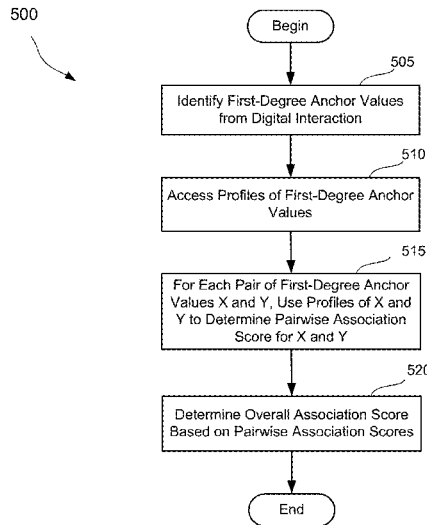 500
Begin
505
Identify First-Degree Anchor Values
from Digital Interaction
510
Access Profiles of First-Degree Anchor
Values
515
For Each Pair of First-Degree Anchor
Values X and Y, Use Profiles of X and
Y to Determine Pairwise Association
Score for X and Y
520
Determine Overall Association Score
Based on Pairwise Association Scores
End